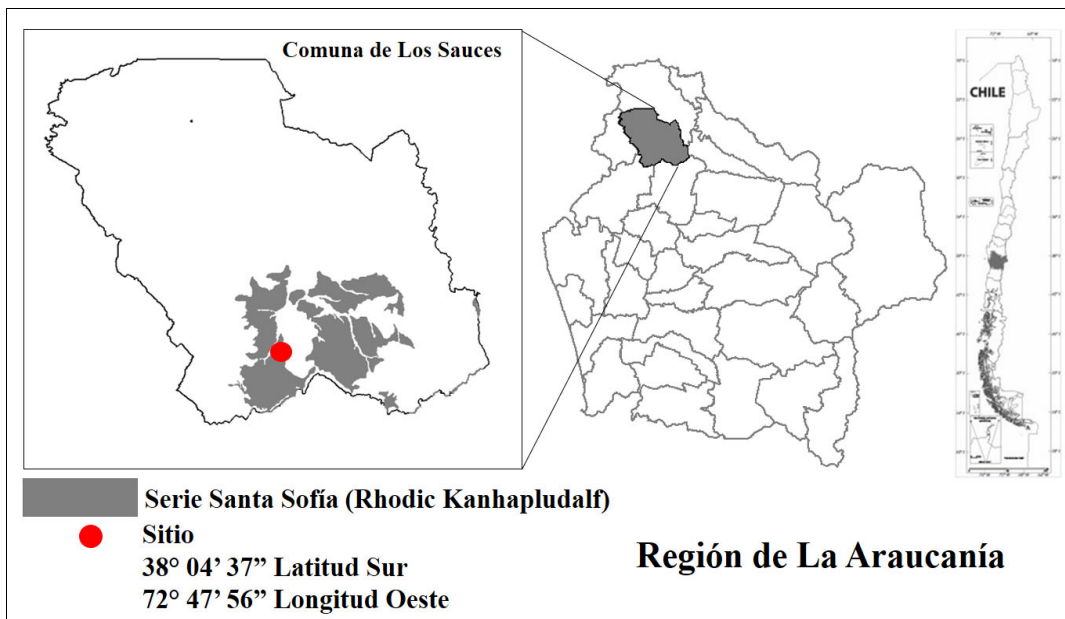 Comuna de Los Sauces
CHILE
Serie Santa Sofía (Rhodic Kanhapludalf)
Sitio
38° 04’ 37” Latitud Sur
72° 47’ 56” Longitud Oeste
Región de La Araucanía